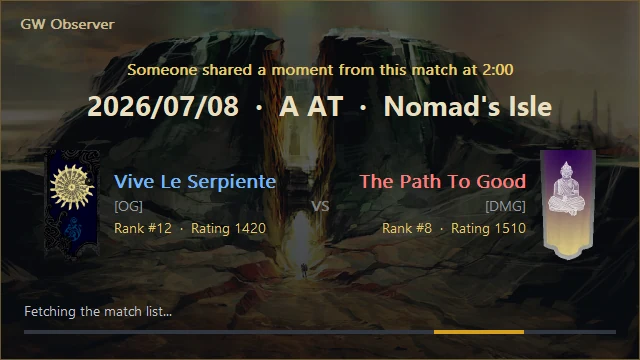 GW Observer
Someone shared a moment from this match at 2:00
2026/07/08 · A AT · Nomad's Isle
Vive Le Serpiente
[OG]
Rank #12 · Rating 1420
VS
The Path To Good
[DMG]
Rank #8 · Rating 1510
Fetching the match list...